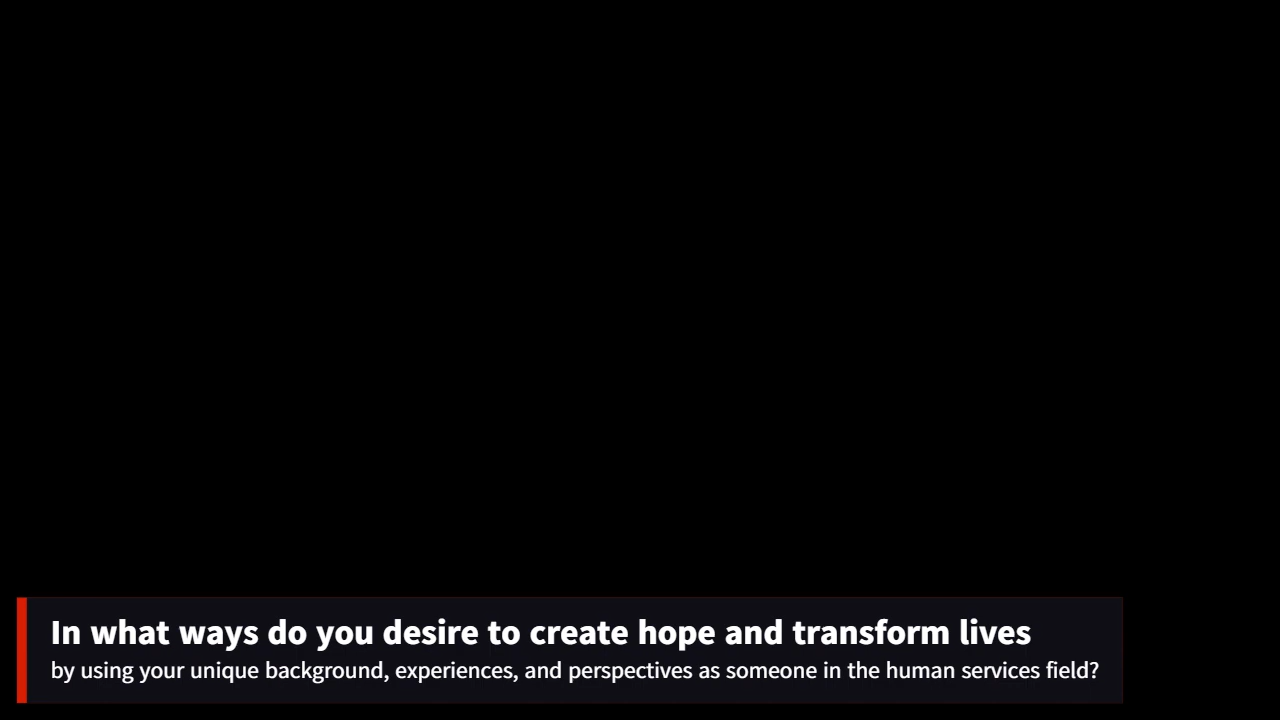 In what ways do you desire to create hope and transform lives
by using your unique background, experiences, and perspectives as someone in the human services field?